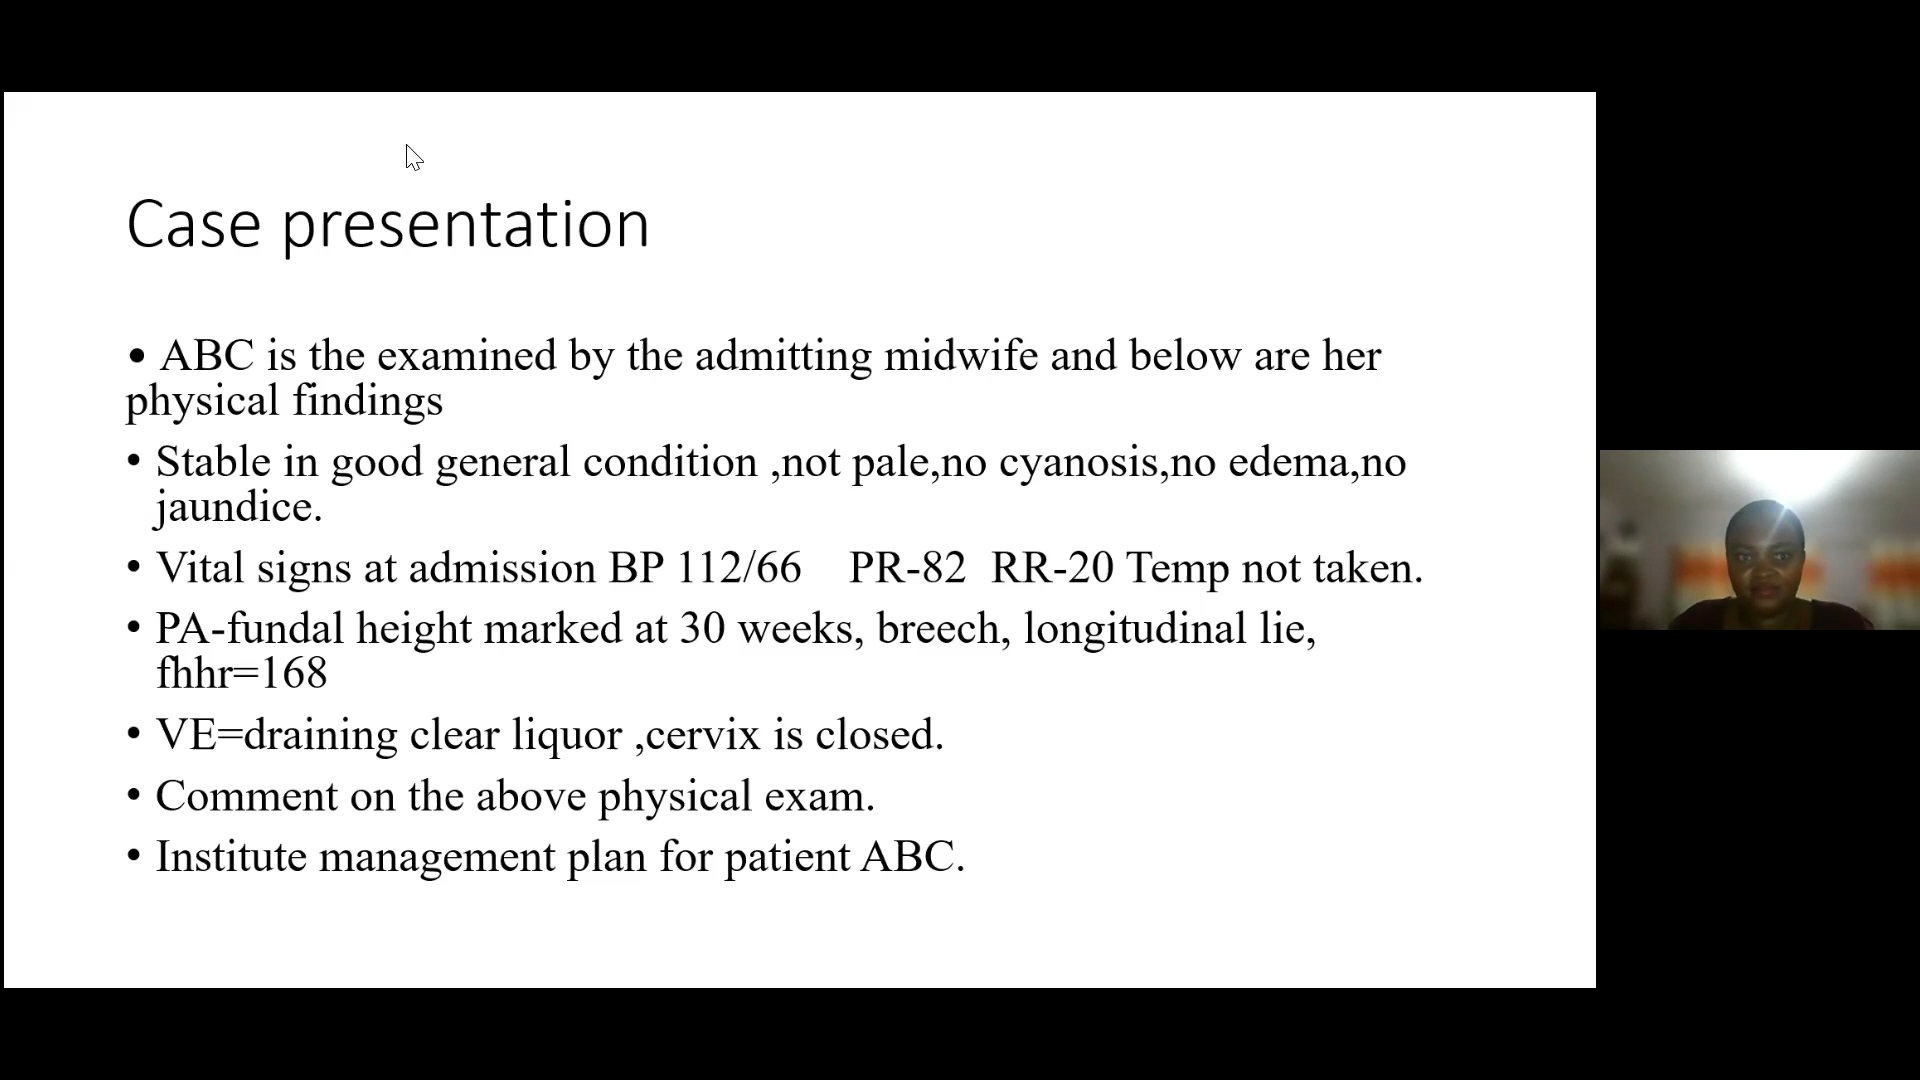 Case presentation
• ABC is the examined by the admitting midwife and below are her
physical findings
• Stable in good general condition ,not pale,no cyanosis,no edema,no
jaundice.
• Vital signs at admission BP 112/66 PR-82 RR-20 Temp not taken.
• PA-fundal height marked at 30 weeks, breech, longitudinal lie,
fhhr=168
• VE=draining clear liquor ,cervix is closed.
• Comment on the above physical exam.
• Institute management plan for patient ABC.